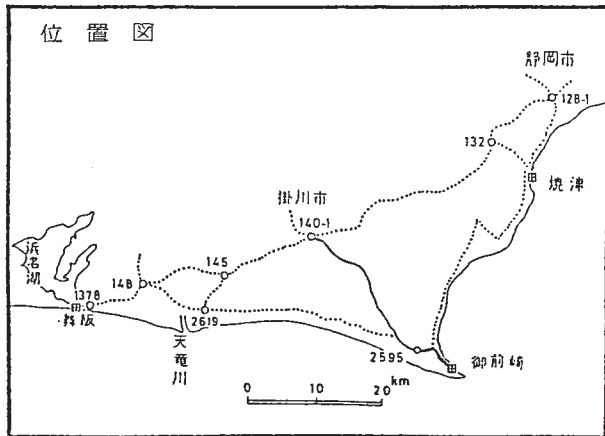 位置図
静岡市
128-1
132
焼津
掛川市
140-1
浜名湖
145
148
1378
舞阪
2619
天竜川
2595
御前崎
0 10 20 km